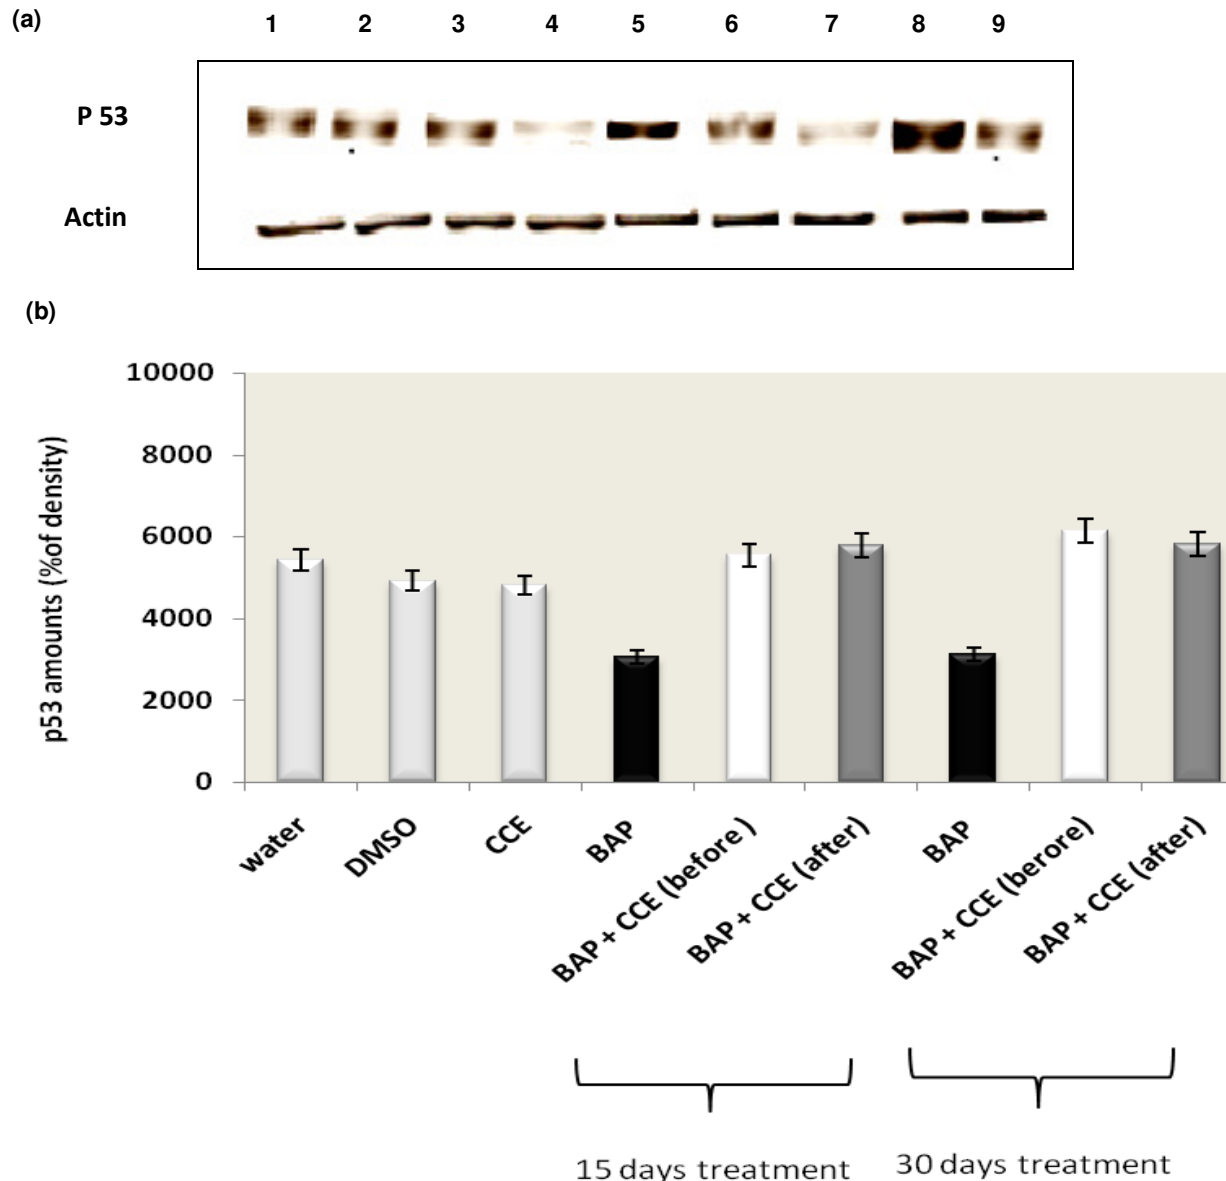 (a)
1 2 3 4 5 6 7 8 9
P 53
Actin
(b)
10000
8000
6000
4000
2000
0
p53 amounts (%of density)
water
DMSO
CCE
BAP
BAP + CCE (before )
BAP + CCE (after)
BAP
BAP + CCE (berore)
BAP + CCE (after)
15 days treatment
30 days treatment